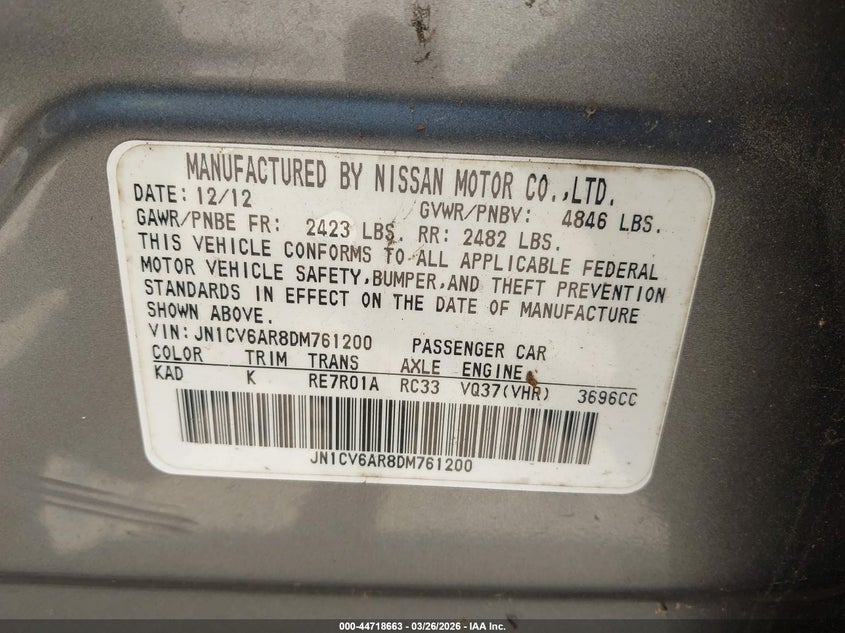 MANUFACTURED BY NISSAN MOTOR CO.,LTD.
DATE: 12/12 GVWR/PNBV: 4846 LBS.
GAWR/PNBE FR: 2423 LBS. RR: 2482 LBS.
THIS VEHICLE CONFORMS TO ALL APPLICABLE FEDERAL
MOTOR VEHICLE SAFETY,BUMPER,AND THEFT PREVENTION
STANDARDS IN EFFECT ON THE DATE OF MANUFACTURE
SHOWN ABOVE.
VIN: JN1CV6AR8DM761200 PASSENGER CAR
COLOR TRIM TRANS AXLE ENGINE
KAD K RE7R01A RC33 VQ37(VHR) 3696CC
JN1CV6AR8DM761200
000-44718663 - 03/26/2026 - IAA Inc.